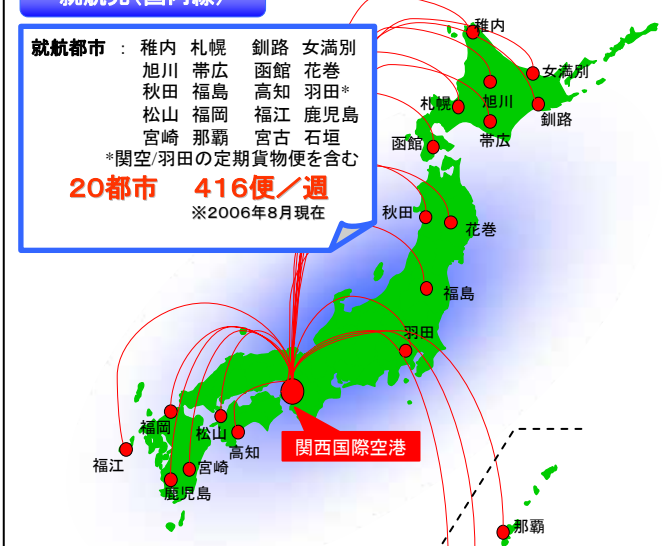 就航先(国内線)
就航都市 : 稚内 札幌 釧路 女満別
旭川 帯広 函館 花巻
秋田 福島 高知 羽田*
松山 福岡 福江 鹿児島
宮崎 那覇 宮古 石垣
*関空/羽田の定期貨物便を含む
20都市 416便/週
※2006年8月現在
稚内
女満別
札幌
旭川
釧路
函館
帯広
秋田
花巻
福島
羽田
福岡
松山
高知
関西国際空港
福江
宮崎
鹿児島
那覇